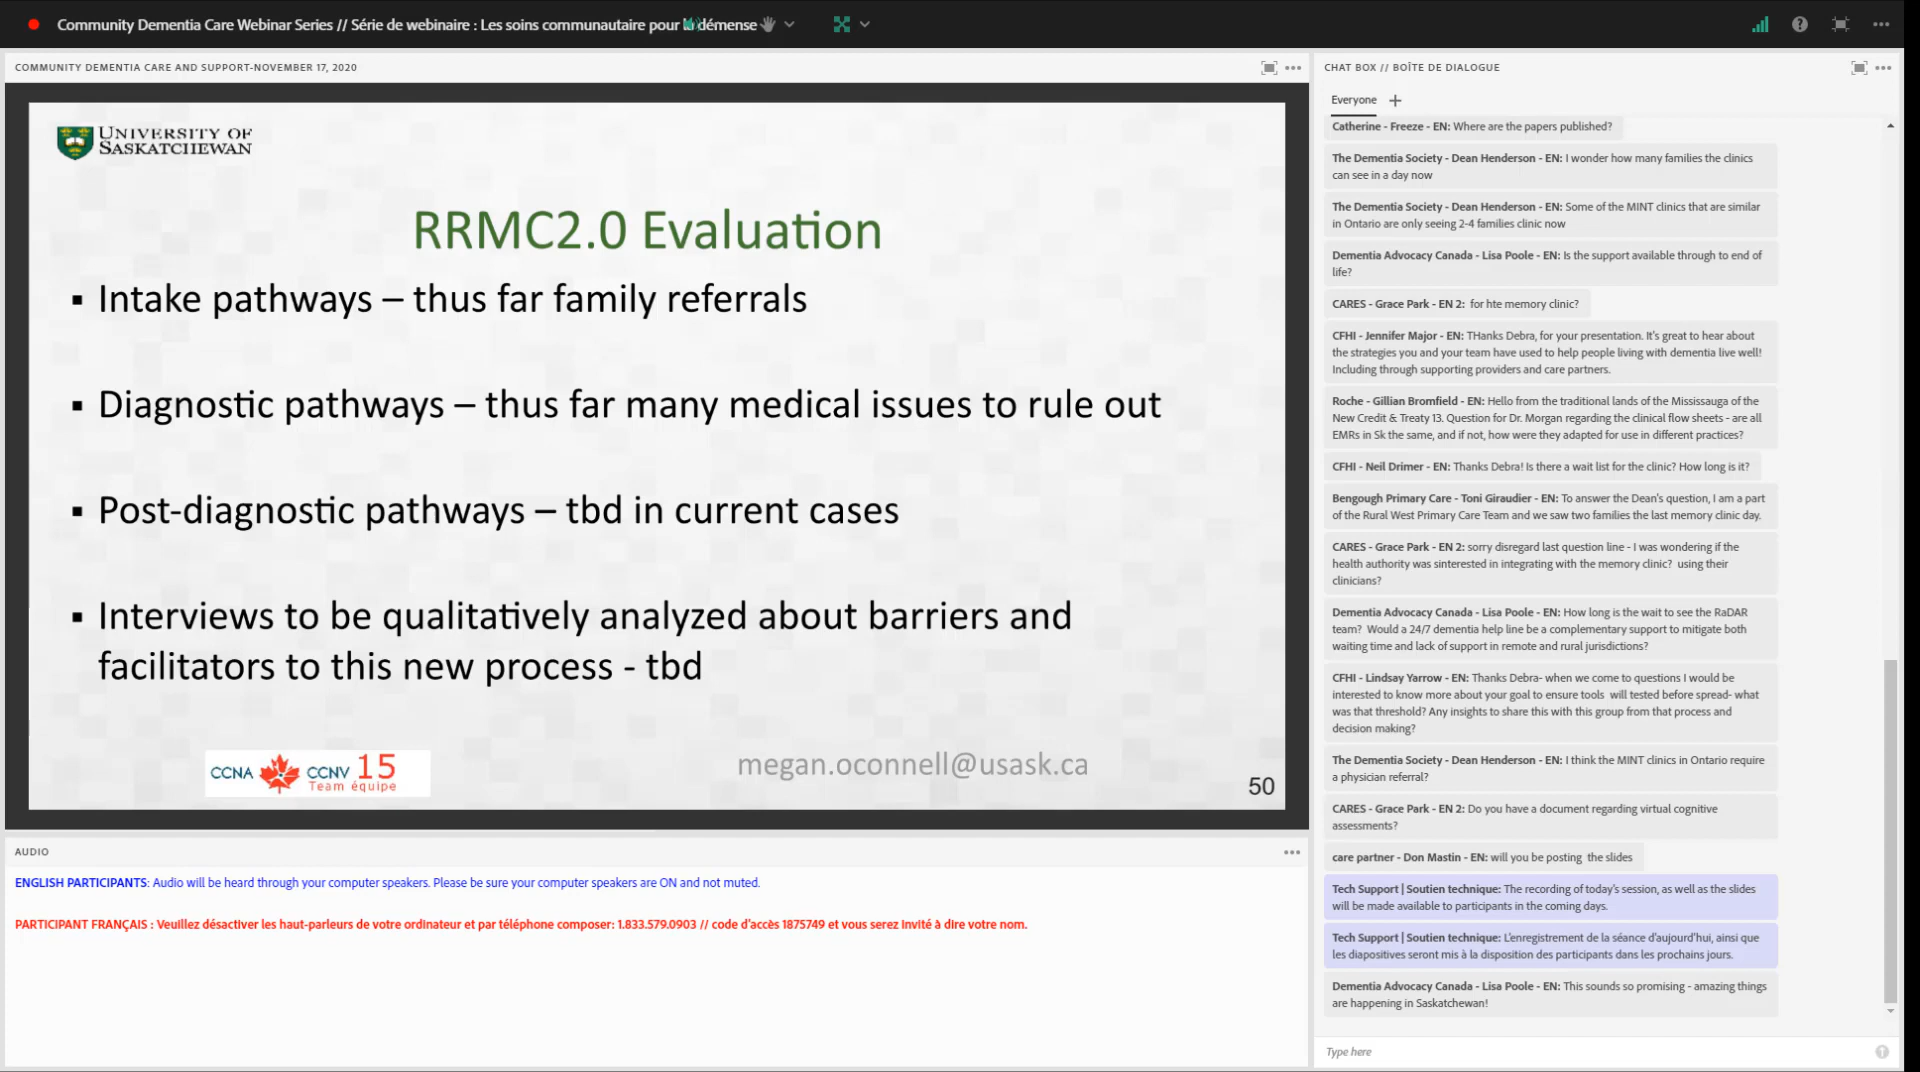 Community Dementia Care Webinar Series // Série de webinaire : Les soins communautaire pour la démense
COMMUNITY DEMENTIA CARE AND SUPPORT-NOVEMBER 17, 2020
UNIVERSITY OF
SASKATCHEWAN
RRMC2.0 Evaluation
▪ Intake pathways – thus far family referrals
▪ Diagnostic pathways – thus far many medical issues to rule out
▪ Post-diagnostic pathways – tbd in current cases
▪ Interviews to be qualitatively analyzed about barriers and
facilitators to this new process - tbd
CCNA CCNV 15
Team équipe
megan.oconnell@usask.ca
50
AUDIO
ENGLISH PARTICIPANTS: Audio will be heard through your computer speakers. Please be sure your computer speakers are ON and not muted.
PARTICIPANT FRANÇAIS : Veuillez désactiver les haut-parleurs de votre ordinateur et par téléphone composer: 1.833.579.0903 // code d'accès 1875749 et vous serez invité à dire votre nom.
CHAT BOX // BOÎTE DE DIALOGUE
Everyone +
Catherine - Freeze - EN: Where are the papers published?
The Dementia Society - Dean Henderson - EN: I wonder how many families the clinics
can see in a day now
The Dementia Society - Dean Henderson - EN: Some of the MINT clinics that are similar
in Ontario are only seeing 2-4 families clinic now
Dementia Advocacy Canada - Lisa Poole - EN: Is the support available through to end of
life?
CARES - Grace Park - EN 2: for hte memory clinic?
CFHI - Jennifer Major - EN: THanks Debra, for your presentation. It's great to hear about
the strategies you and your team have used to help people living with dementia live well!
Including through supporting providers and care partners.
Roche - Gillian Bromfield - EN: Hello from the traditional lands of the Mississauga of the
New Credit & Treaty 13. Question for Dr. Morgan regarding the clinical flow sheets - are all
EMRs in Sk the same, and if not, how were they adapted for use in different practices?
CFHI - Neil Drimer - EN: Thanks Debra! Is there a wait list for the clinic? How long is it?
Bengough Primary Care - Toni Giraudier - EN: To answer the Dean's question, I am a part
of the Rural West Primary Care Team and we saw two families the last memory clinic day.
CARES - Grace Park - EN 2: sorry disregard last question line - I was wondering if the
health authority was sinterested in integrating with the memory clinic? using their
clinicians?
Dementia Advocacy Canada - Lisa Poole - EN: How long is the wait to see the RaDAR
team? Would a 24/7 dementia help line be a complementary support to mitigate both
waiting time and lack of support in remote and rural jurisdictions?
CFHI - Lindsay Yarrow - EN: Thanks Debra- when we come to questions I would be
interested to know more about your goal to ensure tools will tested before spread- what
was that threshold? Any insights to share this with this group from that process and
decision making?
The Dementia Society - Dean Henderson - EN: I think the MINT clinics in Ontario require
a physician referral?
CARES - Grace Park - EN 2: Do you have a document regarding virtual cognitive
assessments?
care partner - Don Mastin - EN: will you be posting the slides
Tech Support | Soutien technique: The recording of today's session, as well as the slides
will be made available to participants in the coming days.
Tech Support | Soutien technique: L'enregistrement de la séance d'aujourd'hui, ainsi que
les diapositives seront mis à la disposition des participants dans les prochains jours.
Dementia Advocacy Canada - Lisa Poole - EN: This sounds so promising - amazing things
are happening in Saskatchewan!
Type here